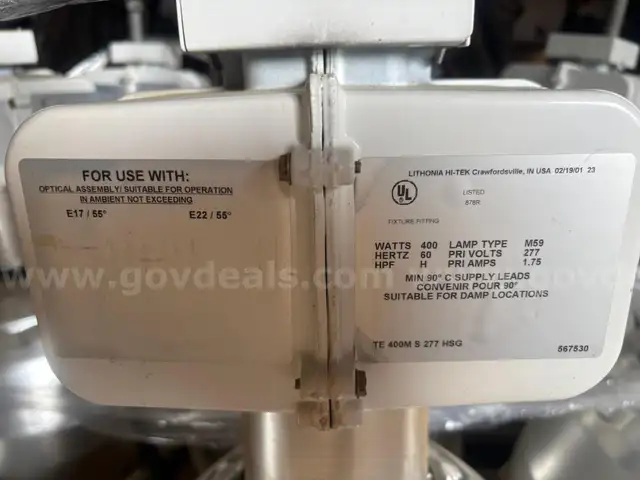 FOR USE WITH:
OPTICAL ASSEMBLY/ SUITABLE FOR OPERATION
IN AMBIENT NOT EXCEEDING
E17 / 55° E22 / 55°
LITHONIA HI-TEK Crawfordsville, IN USA 02/19/01 23
UL
LISTED
878R
FIXTURE FITTING
WATTS 400 LAMP TYPE M59
HERTZ 60 PRI VOLTS 277
HPF H PRI AMPS 1.75
MIN 90° C SUPPLY LEADS
CONVENIR POUR 90°
SUITABLE FOR DAMP LOCATIONS
TE 400M S 277 HSG
567530
www.govdeals.com